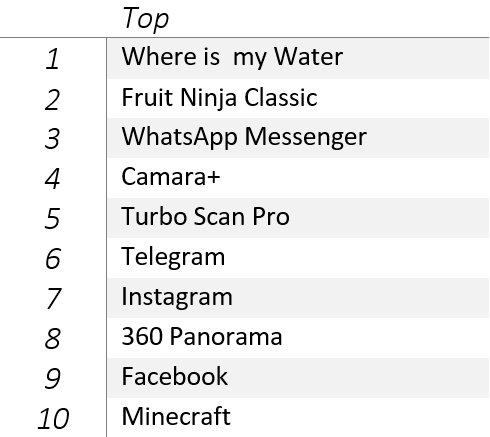 Top
1 Where is  my Water
2 Fruit Ninja Classic
3 WhatsApp Messenger
4 Camara+
5 Turbo Scan Pro
6 Telegram
7 Instagram
8 360 Panorama
9 Facebook
10 Minecraft